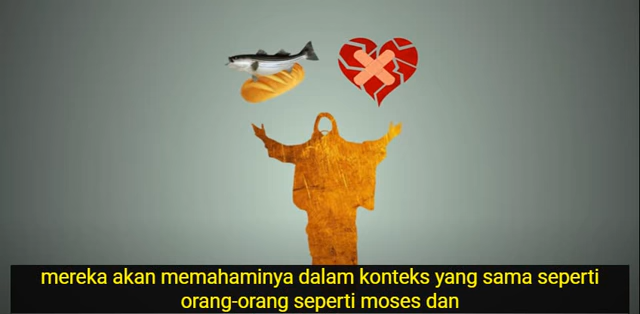 mereka akan memahaminya dalam konteks yang sama seperti
orang-orang seperti moses dan